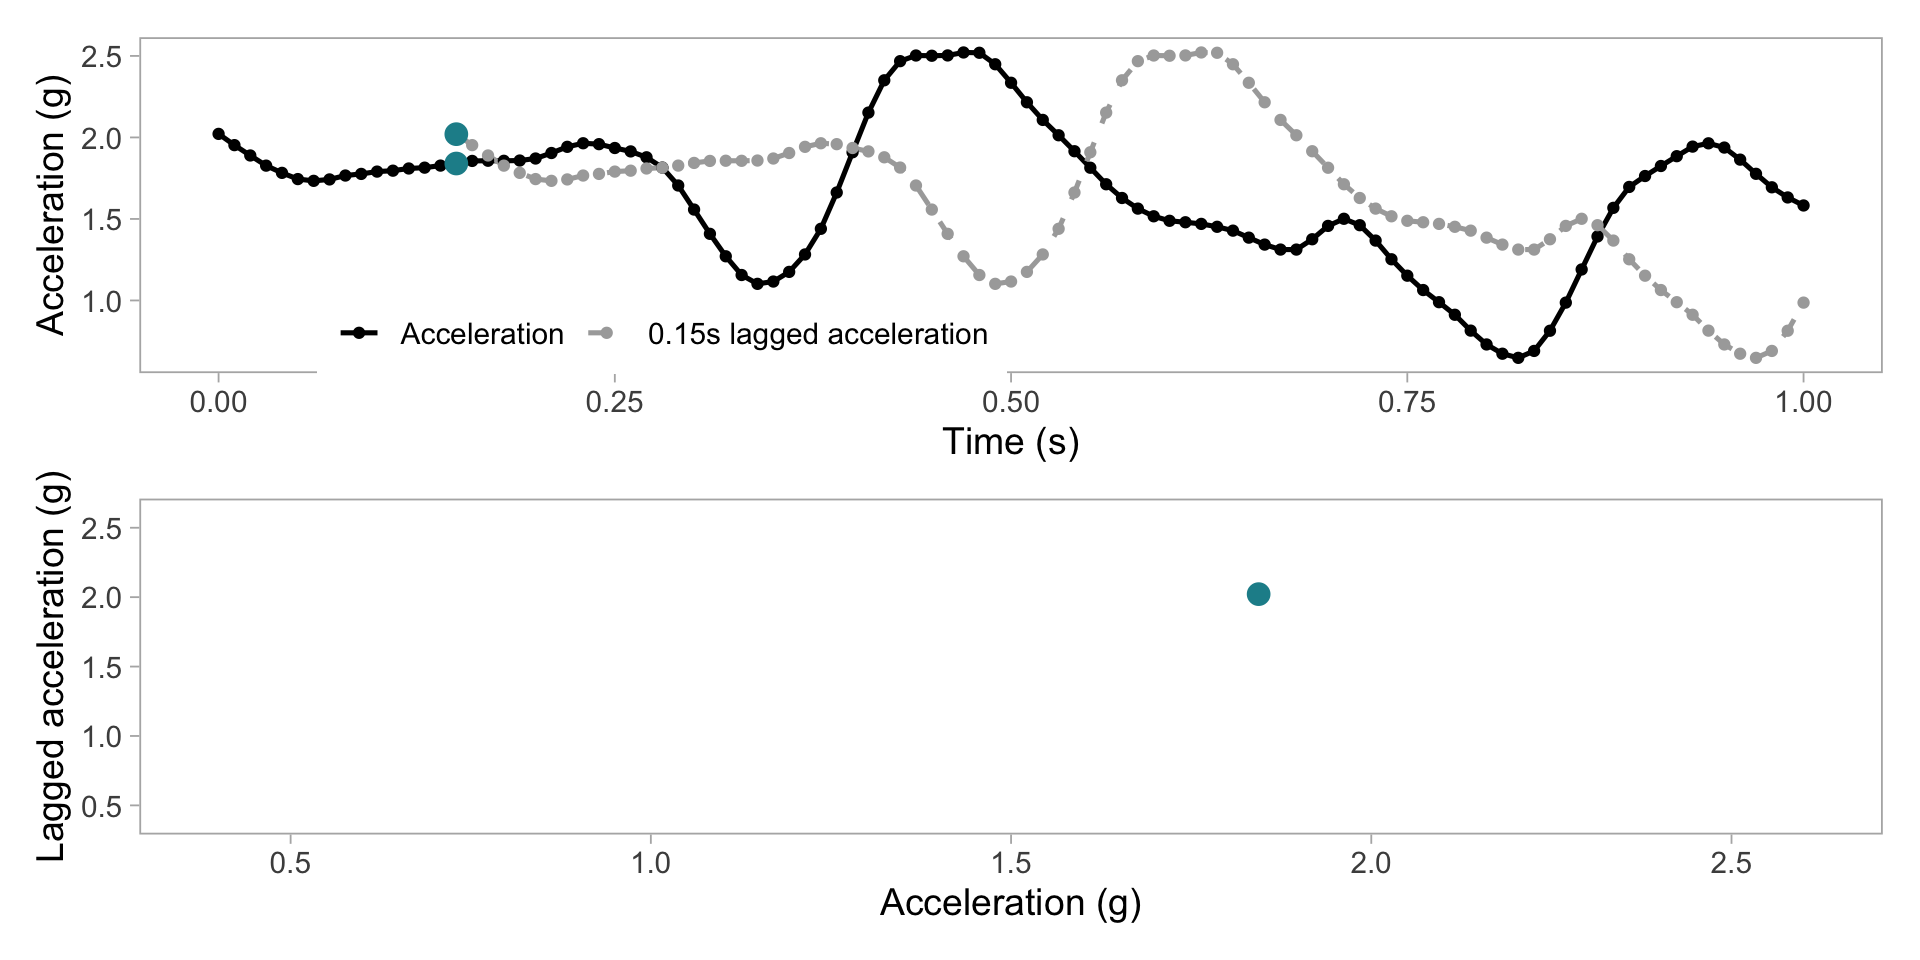 Acceleration (g)
2.5
2.0
1.5
1.0
Acceleration 0.15s lagged acceleration
0.00 0.25 0.50 0.75 1.00
Time (s)
Lagged acceleration (g)
2.5
2.0
1.5
1.0
0.5
0.5 1.0 1.5 2.0 2.5
Acceleration (g)